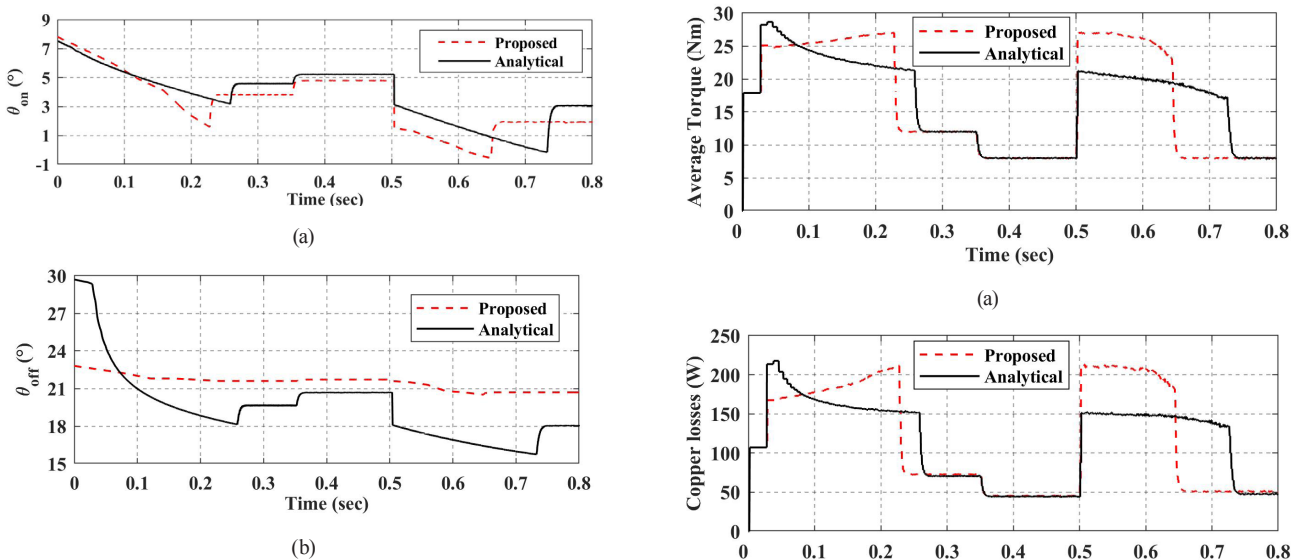 9
7
5
3
1
-1
θon (°)
Proposed
Analytical
0 0.1 0.2 0.3 0.4 0.5 0.6 0.7 0.8
Time (sec)
(a)
30
27
24
21
18
15
θoff (°)
Proposed
Analytical
0 0.1 0.2 0.3 0.4 0.5 0.6 0.7 0.8
Time (sec)
(b)
30
25
20
15
10
5
0
Average Torque (Nm)
Proposed
Analytical
0 0.1 0.2 0.3 0.4 0.5 0.6 0.7 0.8
Time (sec)
(a)
250
200
150
100
50
0
Copper losses (W)
Proposed
Analytical
0 0.1 0.2 0.3 0.4 0.5 0.6 0.7 0.8